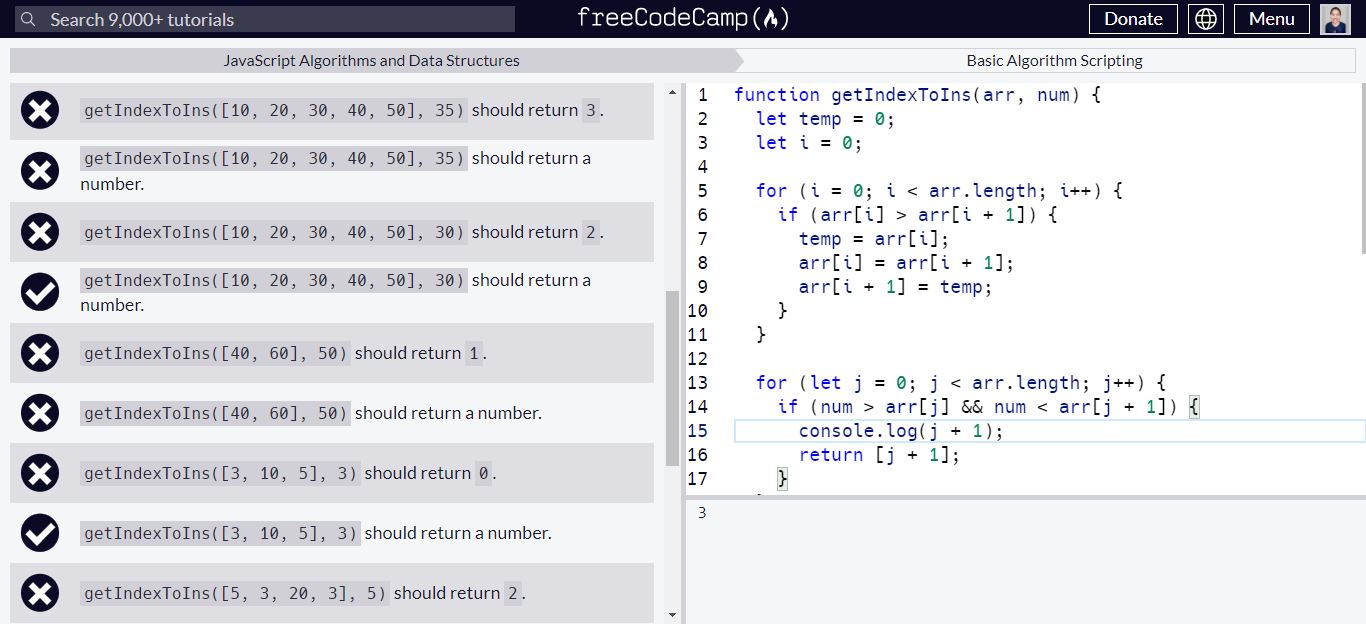 Search 9,000+ tutorials
freeCodeCamp(🔥)
Donate
Menu
JavaScript Algorithms and Data Structures
Basic Algorithm Scripting
getIndexToIns([10, 20, 30, 40, 50], 35) should return 3.
getIndexToIns([10, 20, 30, 40, 50], 35) should return a
number.
getIndexToIns([10, 20, 30, 40, 50], 30) should return 2.
getIndexToIns([10, 20, 30, 40, 50], 30) should return a
number.
getIndexToIns([40, 60], 50) should return 1.
getIndexToIns([40, 60], 50) should return a number.
getIndexToIns([3, 10, 5], 3) should return 0.
getIndexToIns([3, 10, 5], 3) should return a number.
getIndexToIns([5, 3, 20, 3], 5) should return 2.
1 function getIndexToIns(arr, num) {
2   let temp = 0;
3   let i = 0;
4
5   for (i = 0; i < arr.length; i++) {
6     if (arr[i] > arr[i + 1]) {
7       temp = arr[i];
8       arr[i] = arr[i + 1];
9       arr[i + 1] = temp;
10     }
11   }
12
13   for (let j = 0; j < arr.length; j++) {
14     if (num > arr[j] && num < arr[j + 1]) {
15       console.log(j + 1);
16       return [j + 1];
17     }
3